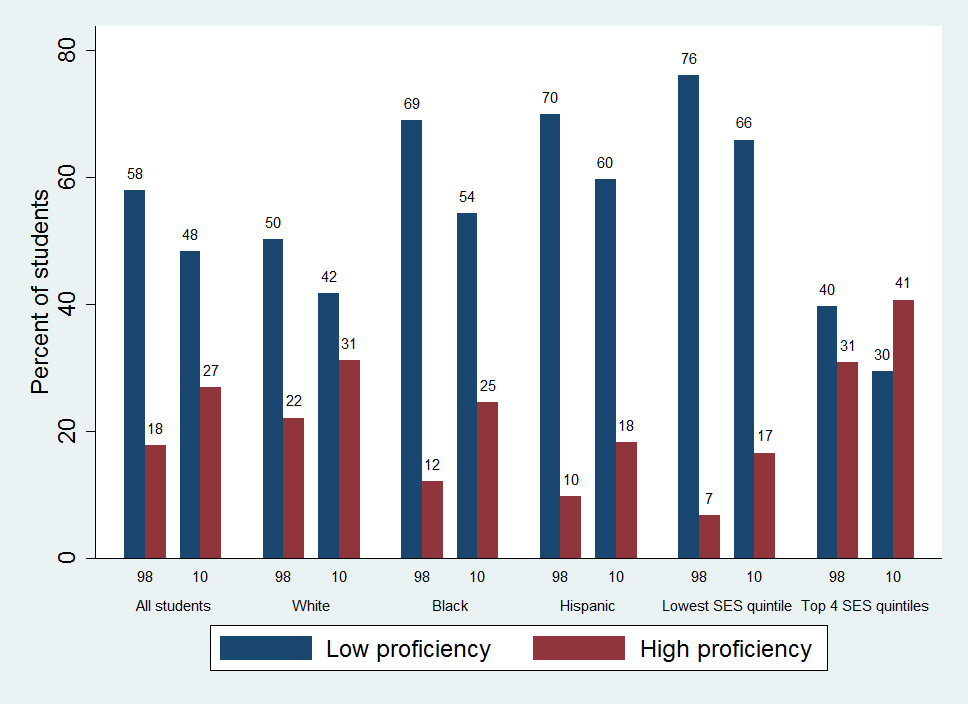 Percent of students
80
60
40
20
0
58 18 48 27
50 22 42 31
69 12 54 25
70 10 60 18
76 7 66 17
40 31 30 41
98 10 98 10 98 10 98 10 98 10 98 10
All students White Black Hispanic Lowest SES quintile Top 4 SES quintiles
Low proficiency High proficiency